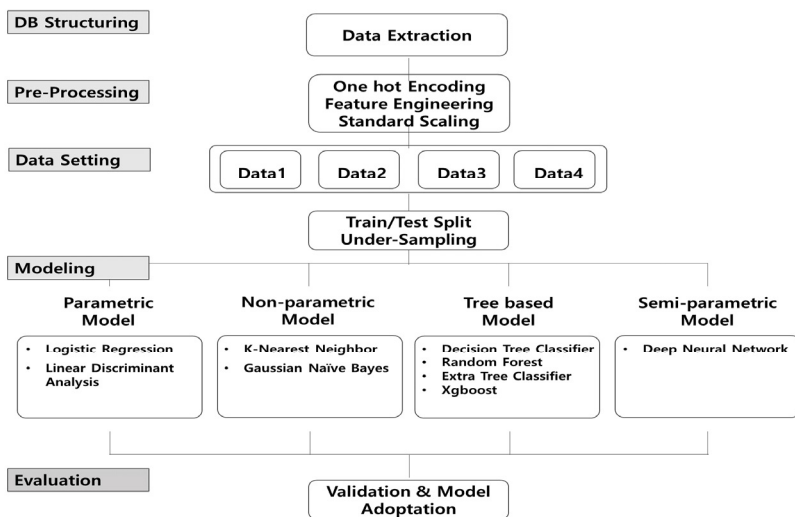 DB Structuring
Data Extraction
Pre-Processing
One hot Encoding
Feature Engineering
Standard Scaling
Data Setting
Data1
Data2
Data3
Data4
Train/Test Split
Under-Sampling
Modeling
Parametric
Model
• Logistic Regression
• Linear Discriminant
Analysis
Non-parametric
Model
• K-Nearest Neighbor
• Gaussian Naïve Bayes
Tree based
Model
• Decision Tree Classifier
• Random Forest
• Extra Tree Classifier
• Xgboost
Semi-parametric
Model
• Deep Neural Network
Evaluation
Validation & Model
Adoptation